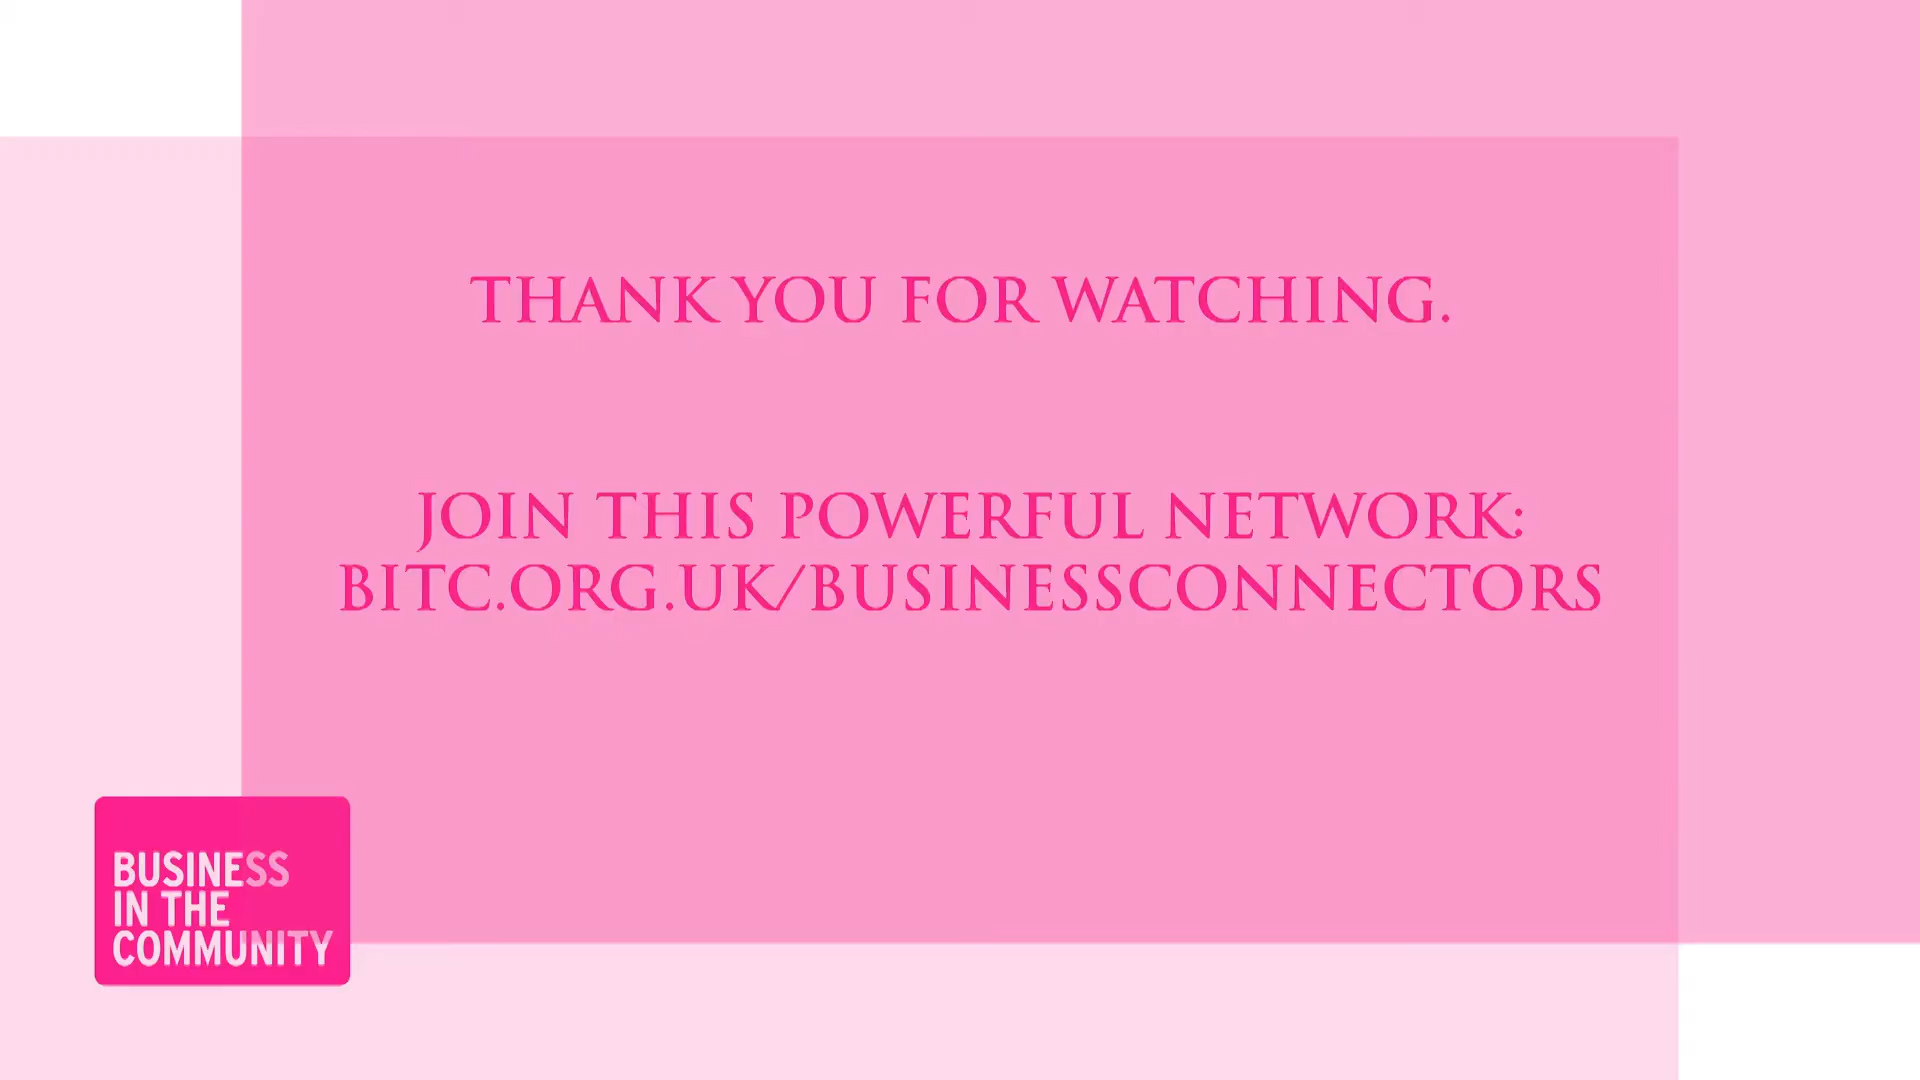 THANK YOU FOR WATCHING.
JOIN THIS POWERFUL NETWORK:
BITC.ORG.UK/BUSINESSCONNECTORS
BUSINESS
IN THE
COMMUNITY